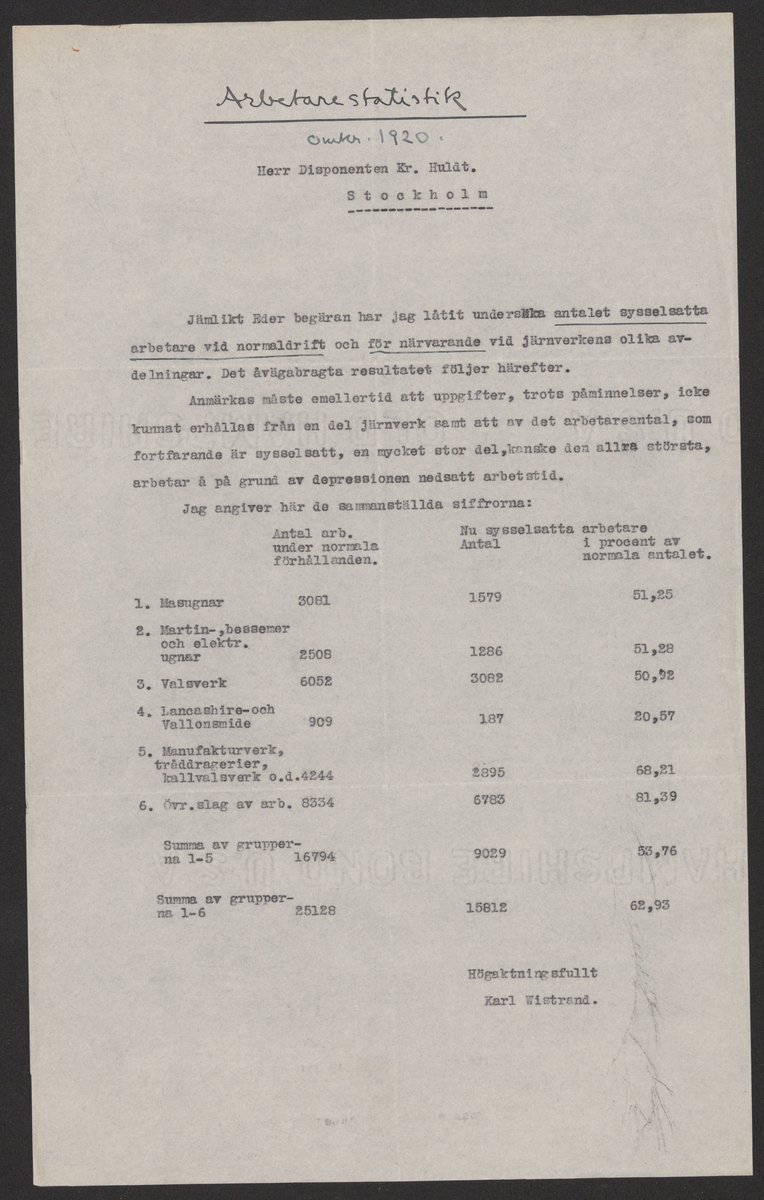 Arbetarestatistik
omkr. 1920.
Herr Disponenten Kr. Huldt.
Stockholm
Jämlikt Eder begäran har jag låtit undersöka antalet sysselsatta
arbetare vid normaldrift och för närvarande vid järnverkens olika av-
delningar. Det åvägabragta resultatet följer härefter.
Anmärkas måste emellertid att uppgifter, trots påminnelser, icke
kunnat erhållas från en del järnverk samt att av det arbetareantal, som
fortfarande är sysselsatt, en mycket stor del,kanske den allra största,
arbetar å på grund av depressionen nedsatt arbetstid.
Jag angiver här de sammanställda siffrorna:
Antal arb. Nu sysselsatta arbetare
under normala Antal i procent av
förhållanden. normala antalet.
1. Masugnar 3081 1579 51,25
2. Martin-,bessemer
och elektr.
ugnar 2508 1286 51,28
3. Valsverk 6052 3082 50,92
4. Lancashire-och
Vallonsmide 909 187 20,57
5. Manufakturverk,
tråddragerier,
kallvalsverk o.d.4244 2895 68,21
6. Övr.slag av arb. 8334 6783 81,39
Summa av grupper-
na 1-5 16794 9029 53,76
Summa av grupper-
na 1-6 25128 15812 62,93
Högaktningsfullt
Karl Wistrand.